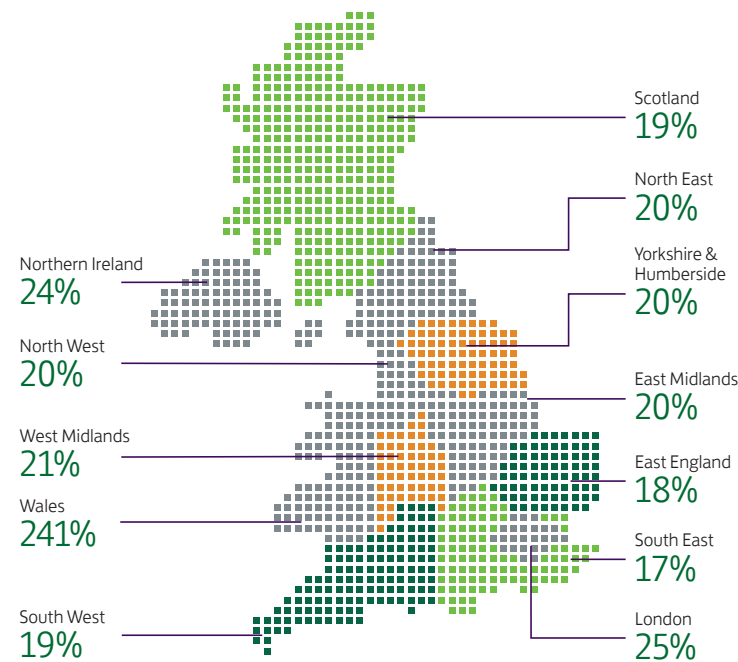 Scotland
19%
North East
20%
Yorkshire &
Humberside
20%
East Midlands
20%
East England
18%
South East
17%
London
25%
Northern Ireland
24%
North West
20%
West Midlands
21%
Wales
241%
South West
19%